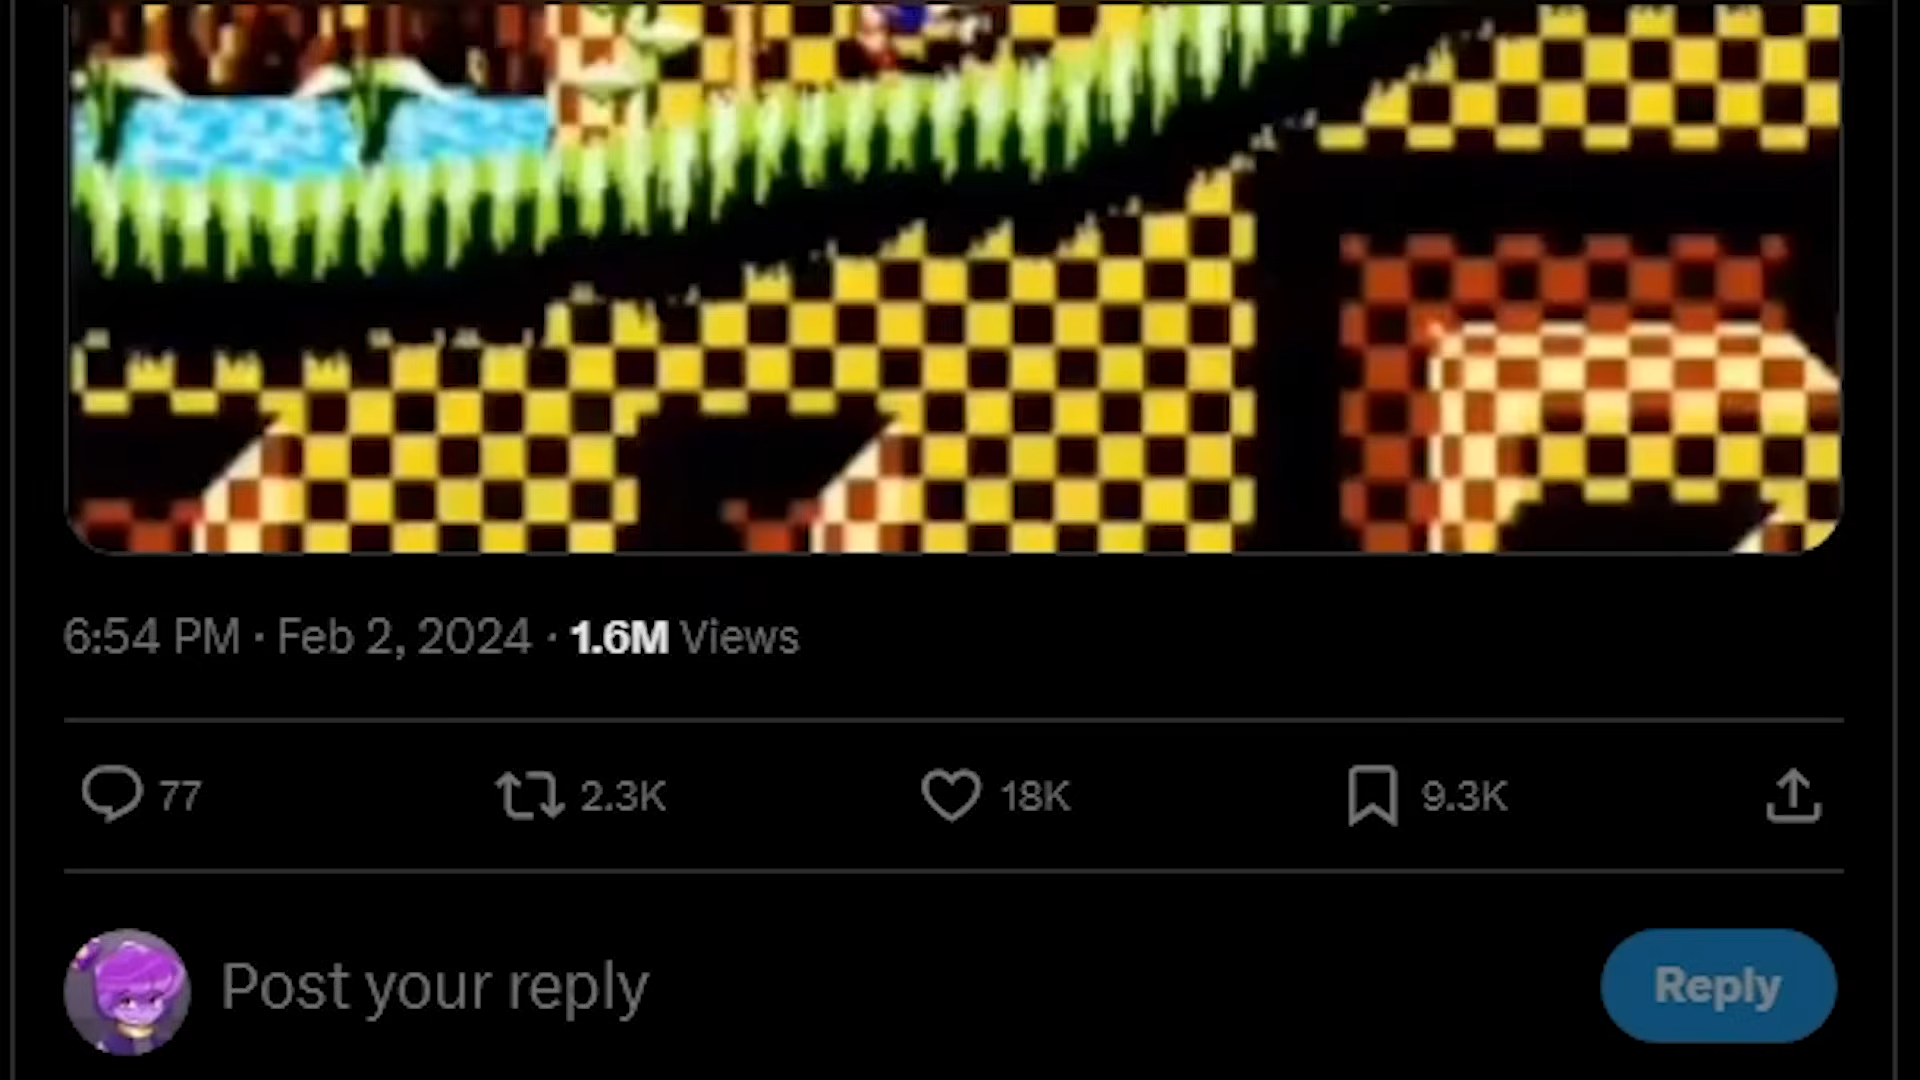 6:54 PM · Feb 2, 2024 · 1.6M Views
77 2.3K 18K 9.3K
Post your reply Reply